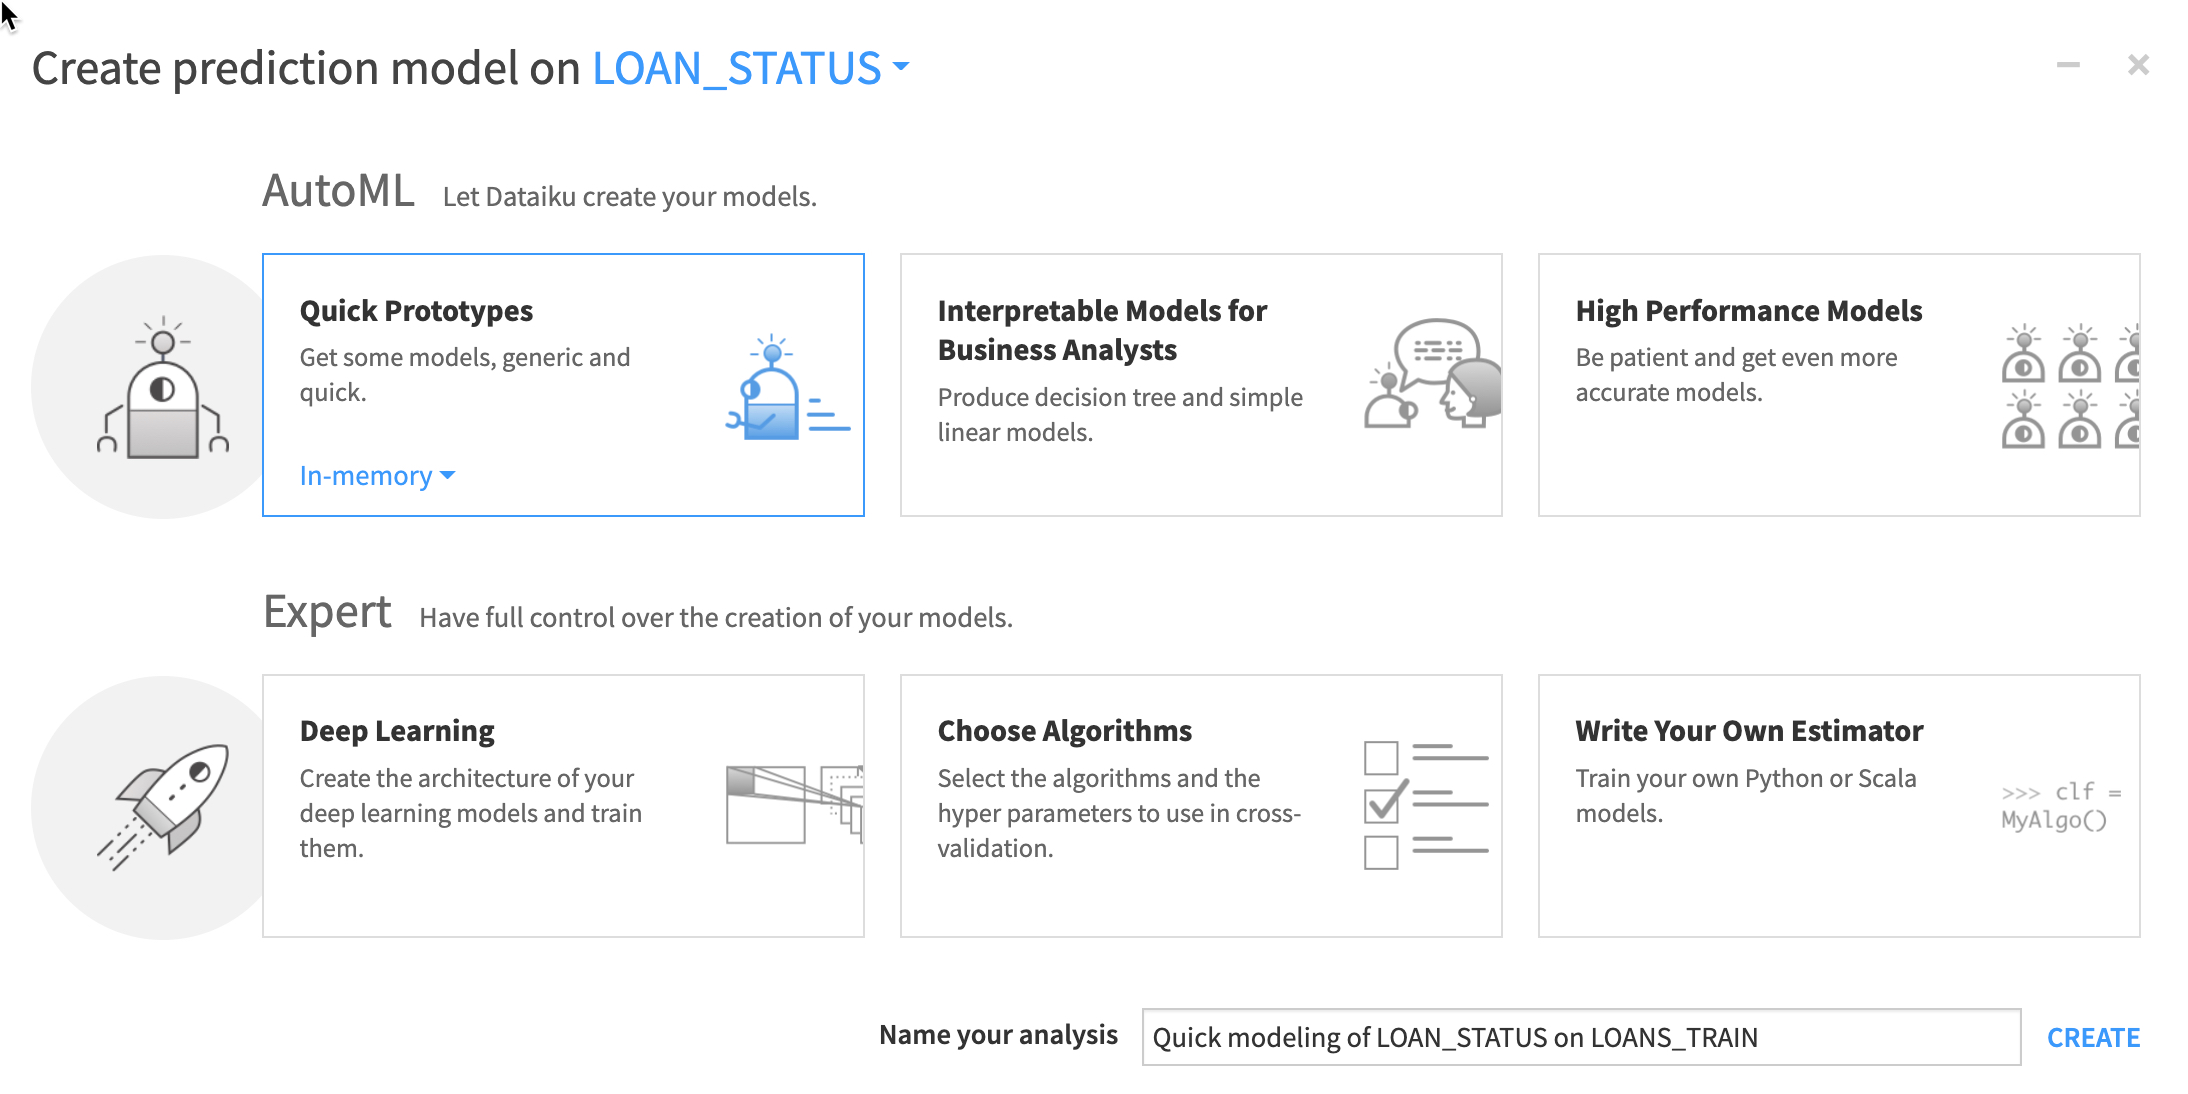 Create prediction model on LOAN_STATUS
AutoML Let Dataiku create your models.
Quick Prototypes
Get some models, generic and
quick.
In-memory
Interpretable Models for
Business Analysts
Produce decision tree and simple
linear models.
High Performance Models
Be patient and get even more
accurate models.
Expert Have full control over the creation of your models.
Deep Learning
Create the architecture of your
deep learning models and train
them.
Choose Algorithms
Select the algorithms and the
hyper parameters to use in cross-
validation.
Write Your Own Estimator
Train your own Python or Scala
models.
>>> clf =
MyAlgo()
Name your analysis Quick modeling of LOAN_STATUS on LOANS_TRAIN CREATE